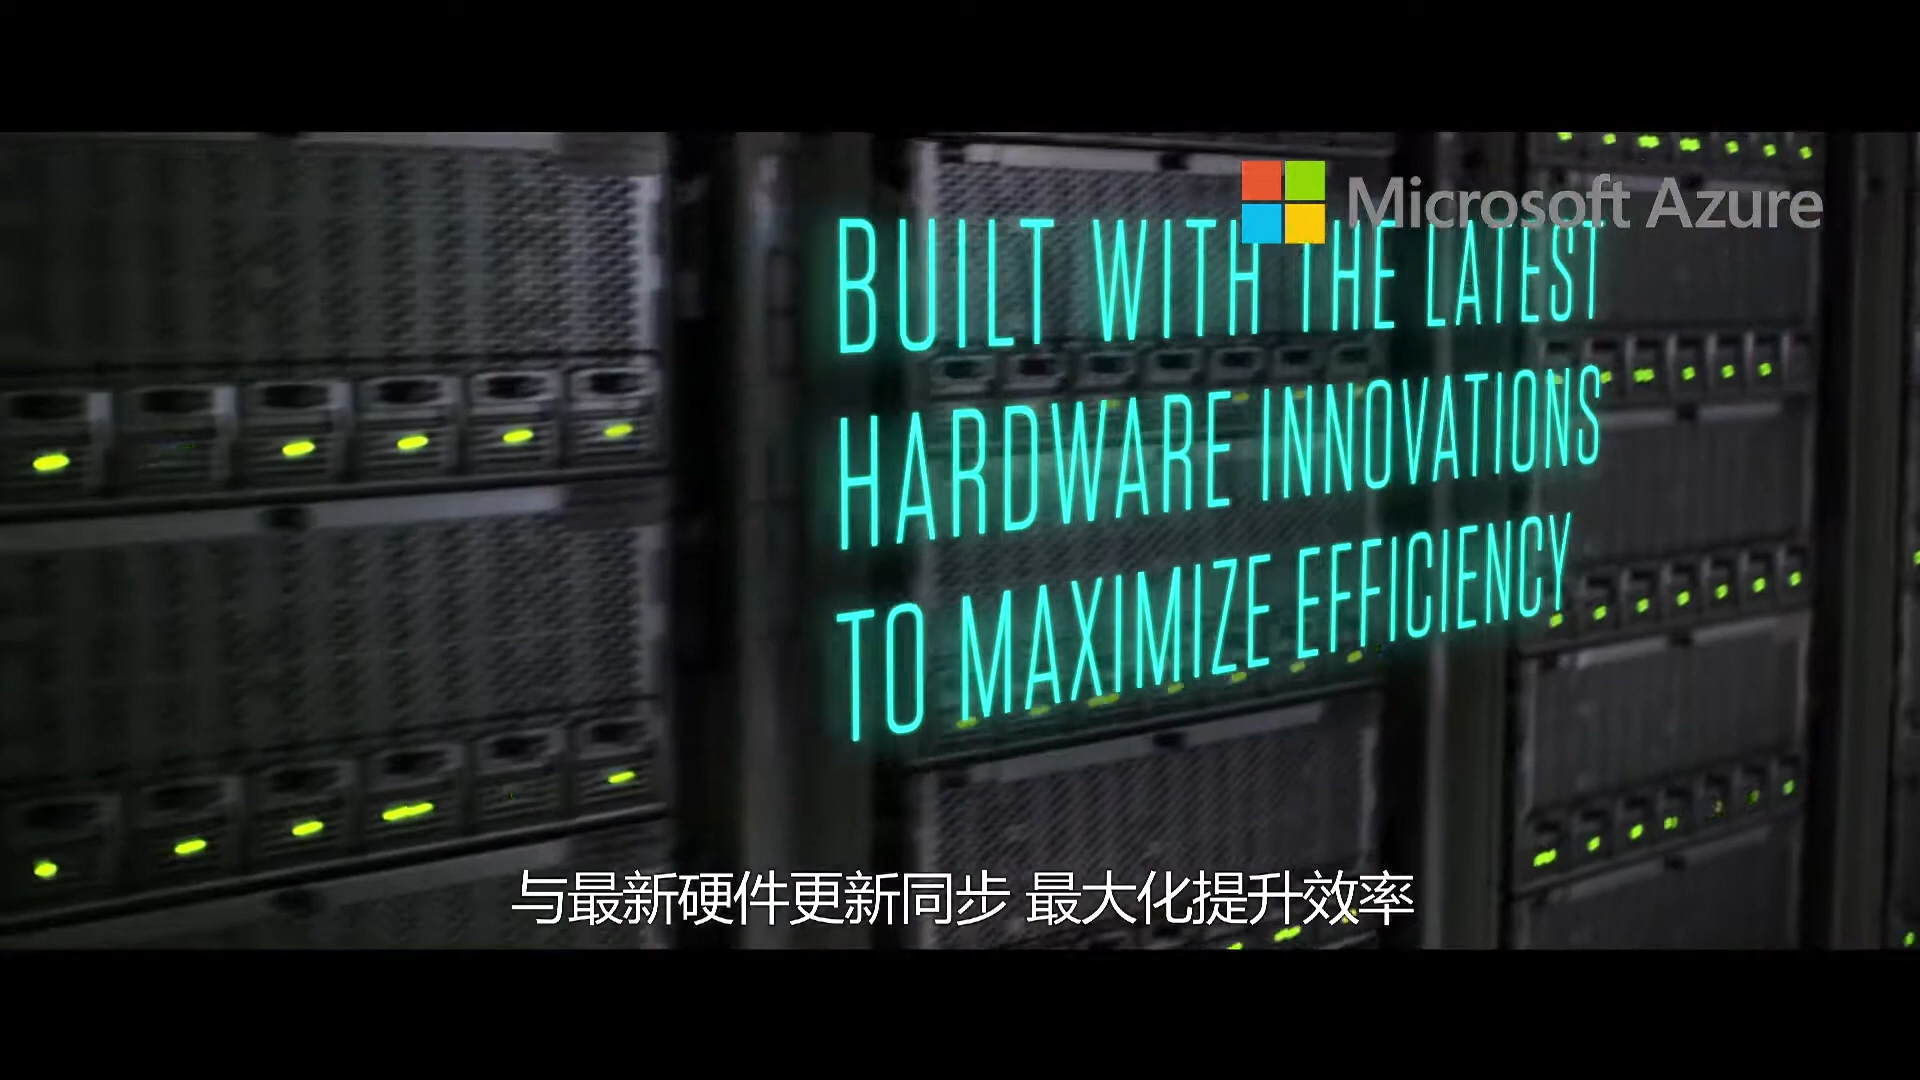 Microsoft Azure
BUILT WITH THE LATEST
HARDWARE INNOVATIONS
TO MAXIMIZE EFFICIENCY
与最新硬件更新同步 最大化提升效率